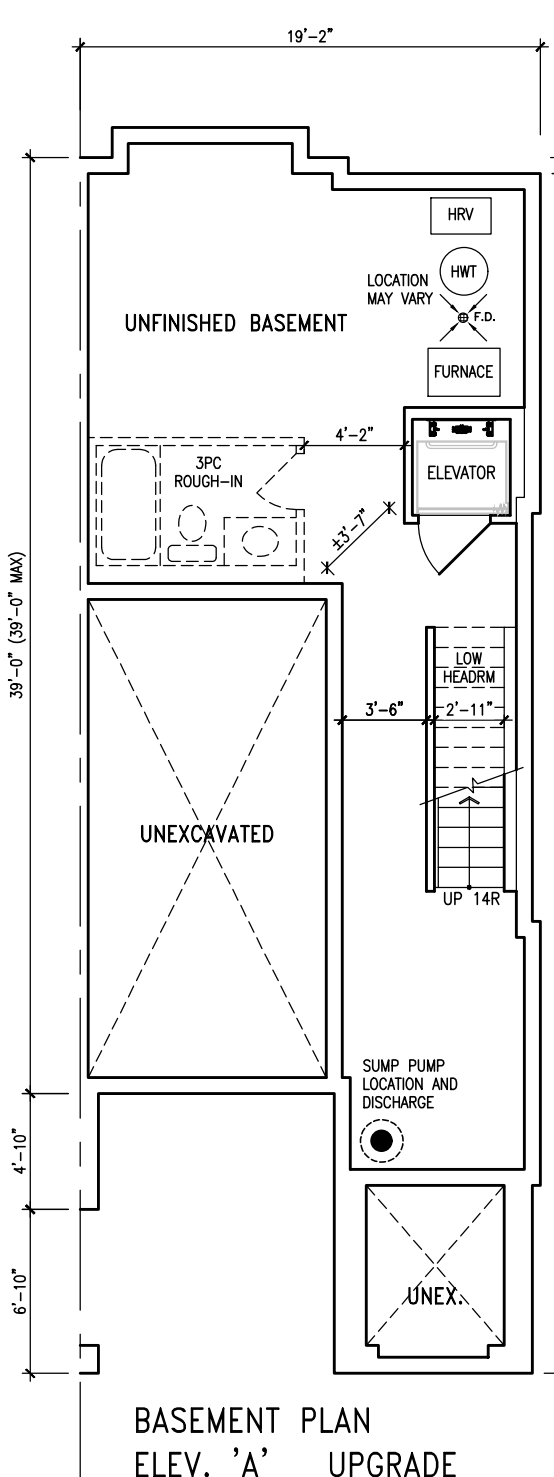 19'-2"
HRV
HWT
LOCATION
MAY VARY
F.D.
UNFINISHED BASEMENT
FURNACE
4'-2"
3PC
ROUGH-IN
ELEVATOR
±3'-7"
39'-0" (39'-0" MAX)
LOW
HEADRM
3'-6"
2'-11"
UNEXCAVATED
UP 14R
SUMP PUMP
LOCATION AND
DISCHARGE
4'-10"
6'-10"
UNEX.
BASEMENT PLAN
ELEV. 'A' UPGRADE